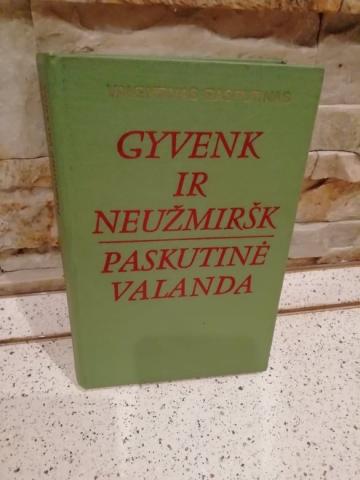 VALENTINAS RASPUTINAS
GYVENK
IR
NEUŽMIRŠK
PASKUTINĖ
VALANDA